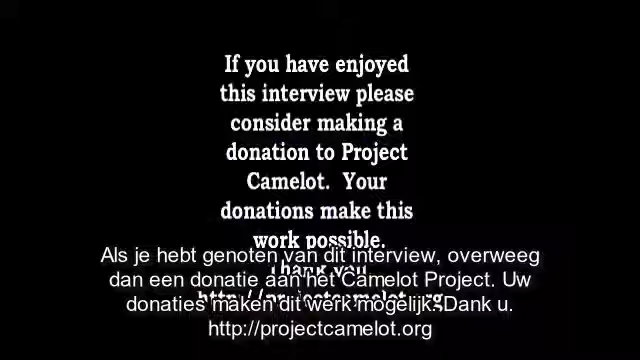 If you have enjoyed
this interview please
consider making a
donation to Project
Camelot.  Your
donations make this
work possible.
Thank you
Als je hebt genoten van dit interview, overweeg
dan een donatie aan het Camelot Project. Uw
donaties maken dit werk mogelijk. Dank u.
http://projectcamelot.org